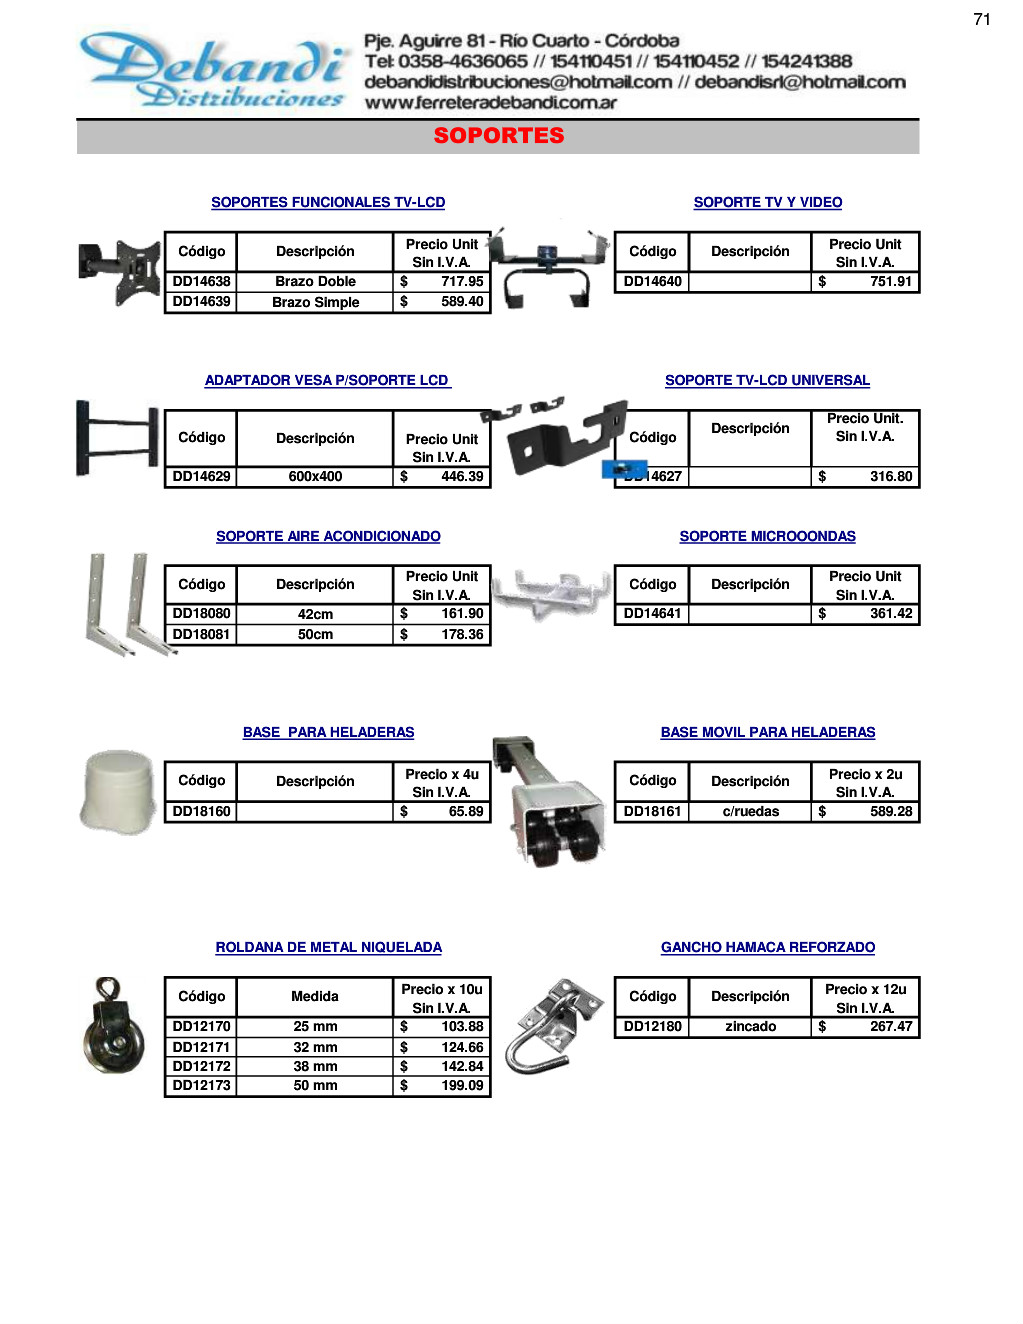 71
Debandi
Distribuciones
Pje. Aguirre 81 - Río Cuarto - Córdoba
Tel: 0358-4636065 // 154110451 // 154110452 // 154241388
debandidistribuciones@hotmail.com // debandisrl@hotmail.com
www.ferreteradebandi.com.ar
SOPORTES
SOPORTES FUNCIONALES TV-LCD
Código Descripción Precio Unit Sin I.V.A.
DD14638 Brazo Doble $ 717.95
DD14639 Brazo Simple $ 589.40
SOPORTE TV Y VIDEO
Código Descripción Precio Unit Sin I.V.A.
DD14640 $ 751.91
ADAPTADOR VESA P/SOPORTE LCD
Código Descripción Precio Unit Sin I.V.A.
DD14629 600x400 $ 446.39
SOPORTE TV-LCD UNIVERSAL
Código Descripción Precio Unit. Sin I.V.A.
DD14627 $ 316.80
SOPORTE AIRE ACONDICIONADO
Código Descripción Precio Unit Sin I.V.A.
DD18080 42cm $ 161.90
DD18081 50cm $ 178.36
SOPORTE MICROOONDAS
Código Descripción Precio Unit Sin I.V.A.
DD14641 $ 361.42
BASE PARA HELADERAS
Código Descripción Precio x 4u Sin I.V.A.
DD18160 $ 65.89
BASE MOVIL PARA HELADERAS
Código Descripción Precio x 2u Sin I.V.A.
DD18161 c/ruedas $ 589.28
ROLDANA DE METAL NIQUELADA
Código Medida Precio x 10u Sin I.V.A.
DD12170 25 mm $ 103.88
DD12171 32 mm $ 124.66
DD12172 38 mm $ 142.84
DD12173 50 mm $ 199.09
GANCHO HAMACA REFORZADO
Código Descripción Precio x 12u Sin I.V.A.
DD12180 zincado $ 267.47